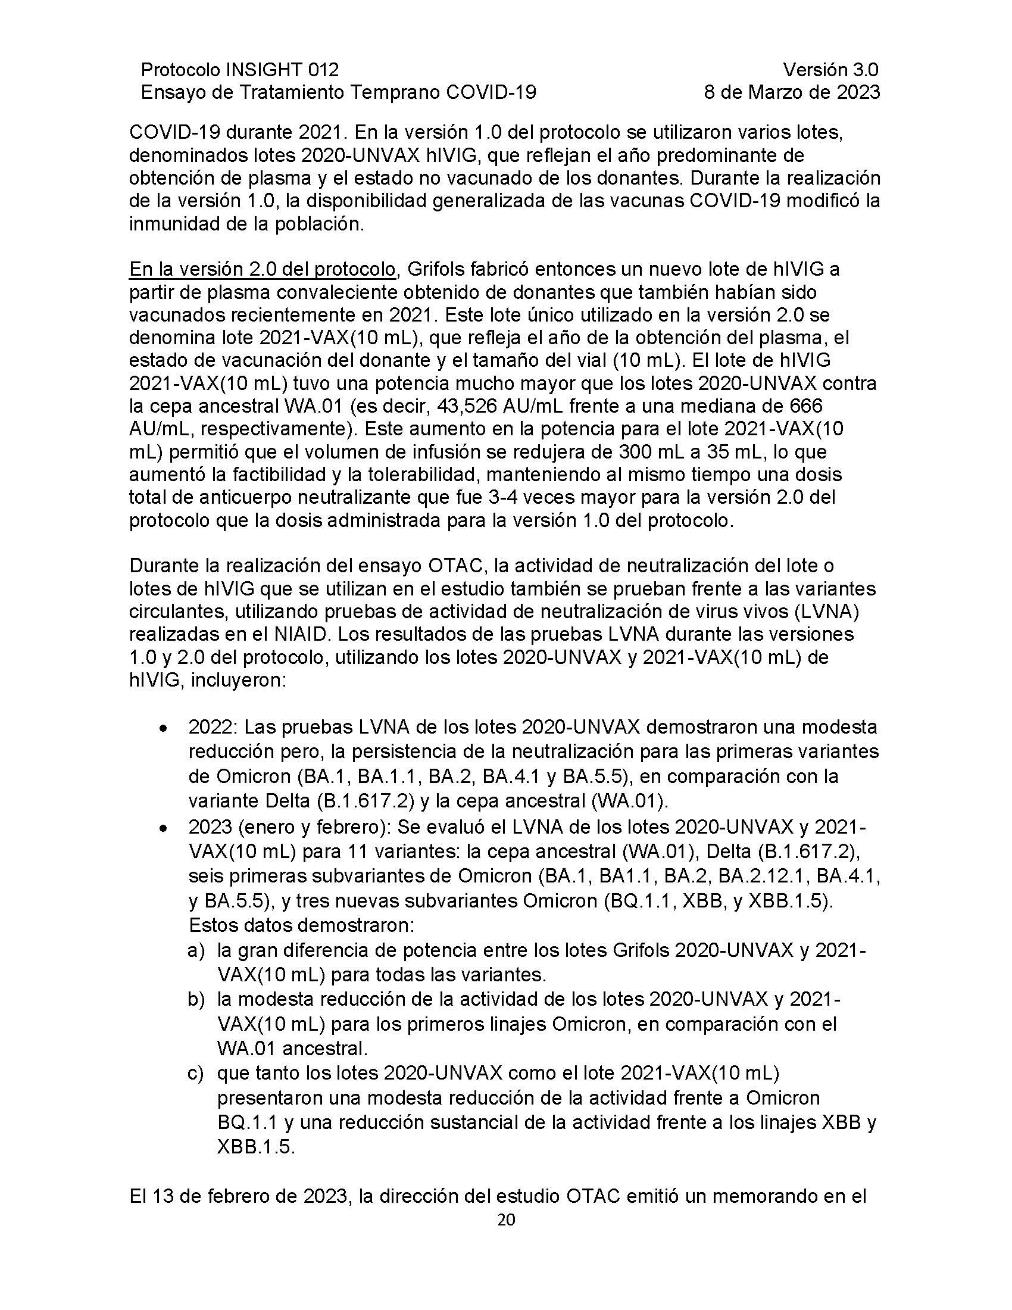 Protocolo INSIGHT 012 Versión 3.0
Ensayo de Tratamiento Temprano COVID-19 8 de Marzo de 2023
COVID-19 durante 2021. En la versión 1.0 del protocolo se utilizaron varios lotes,
denominados lotes 2020-UNVAX hIVIG, que reflejan el año predominante de
obtención de plasma y el estado no vacunado de los donantes. Durante la realización
de la versión 1.0, la disponibilidad generalizada de las vacunas COVID-19 modificó la
inmunidad de la población.
En la versión 2.0 del protocolo, Grifols fabricó entonces un nuevo lote de hIVIG a
partir de plasma convaleciente obtenido de donantes que también habían sido
vacunados recientemente en 2021. Este lote único utilizado en la versión 2.0 se
denomina lote 2021-VAX(10 mL), que refleja el año de la obtención del plasma, el
estado de vacunación del donante y el tamaño del vial (10 mL). El lote de hIVIG
2021-VAX(10 mL) tuvo una potencia mucho mayor que los lotes 2020-UNVAX contra
la cepa ancestral WA.01 (es decir, 43,526 AU/mL frente a una mediana de 666
AU/mL, respectivamente). Este aumento en la potencia para el lote 2021-VAX(10
mL) permitió que el volumen de infusión se redujera de 300 mL a 35 mL, lo que
aumentó la factibilidad y la tolerabilidad, manteniendo al mismo tiempo una dosis
total de anticuerpo neutralizante que fue 3-4 veces mayor para la versión 2.0 del
protocolo que la dosis administrada para la versión 1.0 del protocolo.
Durante la realización del ensayo OTAC, la actividad de neutralización del lote o
lotes de hIVIG que se utilizan en el estudio también se prueban frente a las variantes
circulantes, utilizando pruebas de actividad de neutralización de virus vivos (LVNA)
realizadas en el NIAID. Los resultados de las pruebas LVNA durante las versiones
1.0 y 2.0 del protocolo, utilizando los lotes 2020-UNVAX y 2021-VAX(10 mL) de
hIVIG, incluyeron:
• 2022: Las pruebas LVNA de los lotes 2020-UNVAX demostraron una modesta
reducción pero, la persistencia de la neutralización para las primeras variantes
de Omicron (BA.1, BA.1.1, BA.2, BA.4.1 y BA.5.5), en comparación con la
variante Delta (B.1.617.2) y la cepa ancestral (WA.01).
• 2023 (enero y febrero): Se evaluó el LVNA de los lotes 2020-UNVAX y 2021-
VAX(10 mL) para 11 variantes: la cepa ancestral (WA.01), Delta (B.1.617.2),
seis primeras subvariantes de Omicron (BA.1, BA1.1, BA.2, BA.2.12.1, BA.4.1,
y BA.5.5), y tres nuevas subvariantes Omicron (BQ.1.1, XBB, y XBB.1.5).
Estos datos demostraron:
a) la gran diferencia de potencia entre los lotes Grifols 2020-UNVAX y 2021-
VAX(10 mL) para todas las variantes.
b) la modesta reducción de la actividad de los lotes 2020-UNVAX y 2021-
VAX(10 mL) para los primeros linajes Omicron, en comparación con el
WA.01 ancestral.
c) que tanto los lotes 2020-UNVAX como el lote 2021-VAX(10 mL)
presentaron una modesta reducción de la actividad frente a Omicron
BQ.1.1 y una reducción sustancial de la actividad frente a los linajes XBB y
XBB.1.5.
El 13 de febrero de 2023, la dirección del estudio OTAC emitió un memorando en el
20